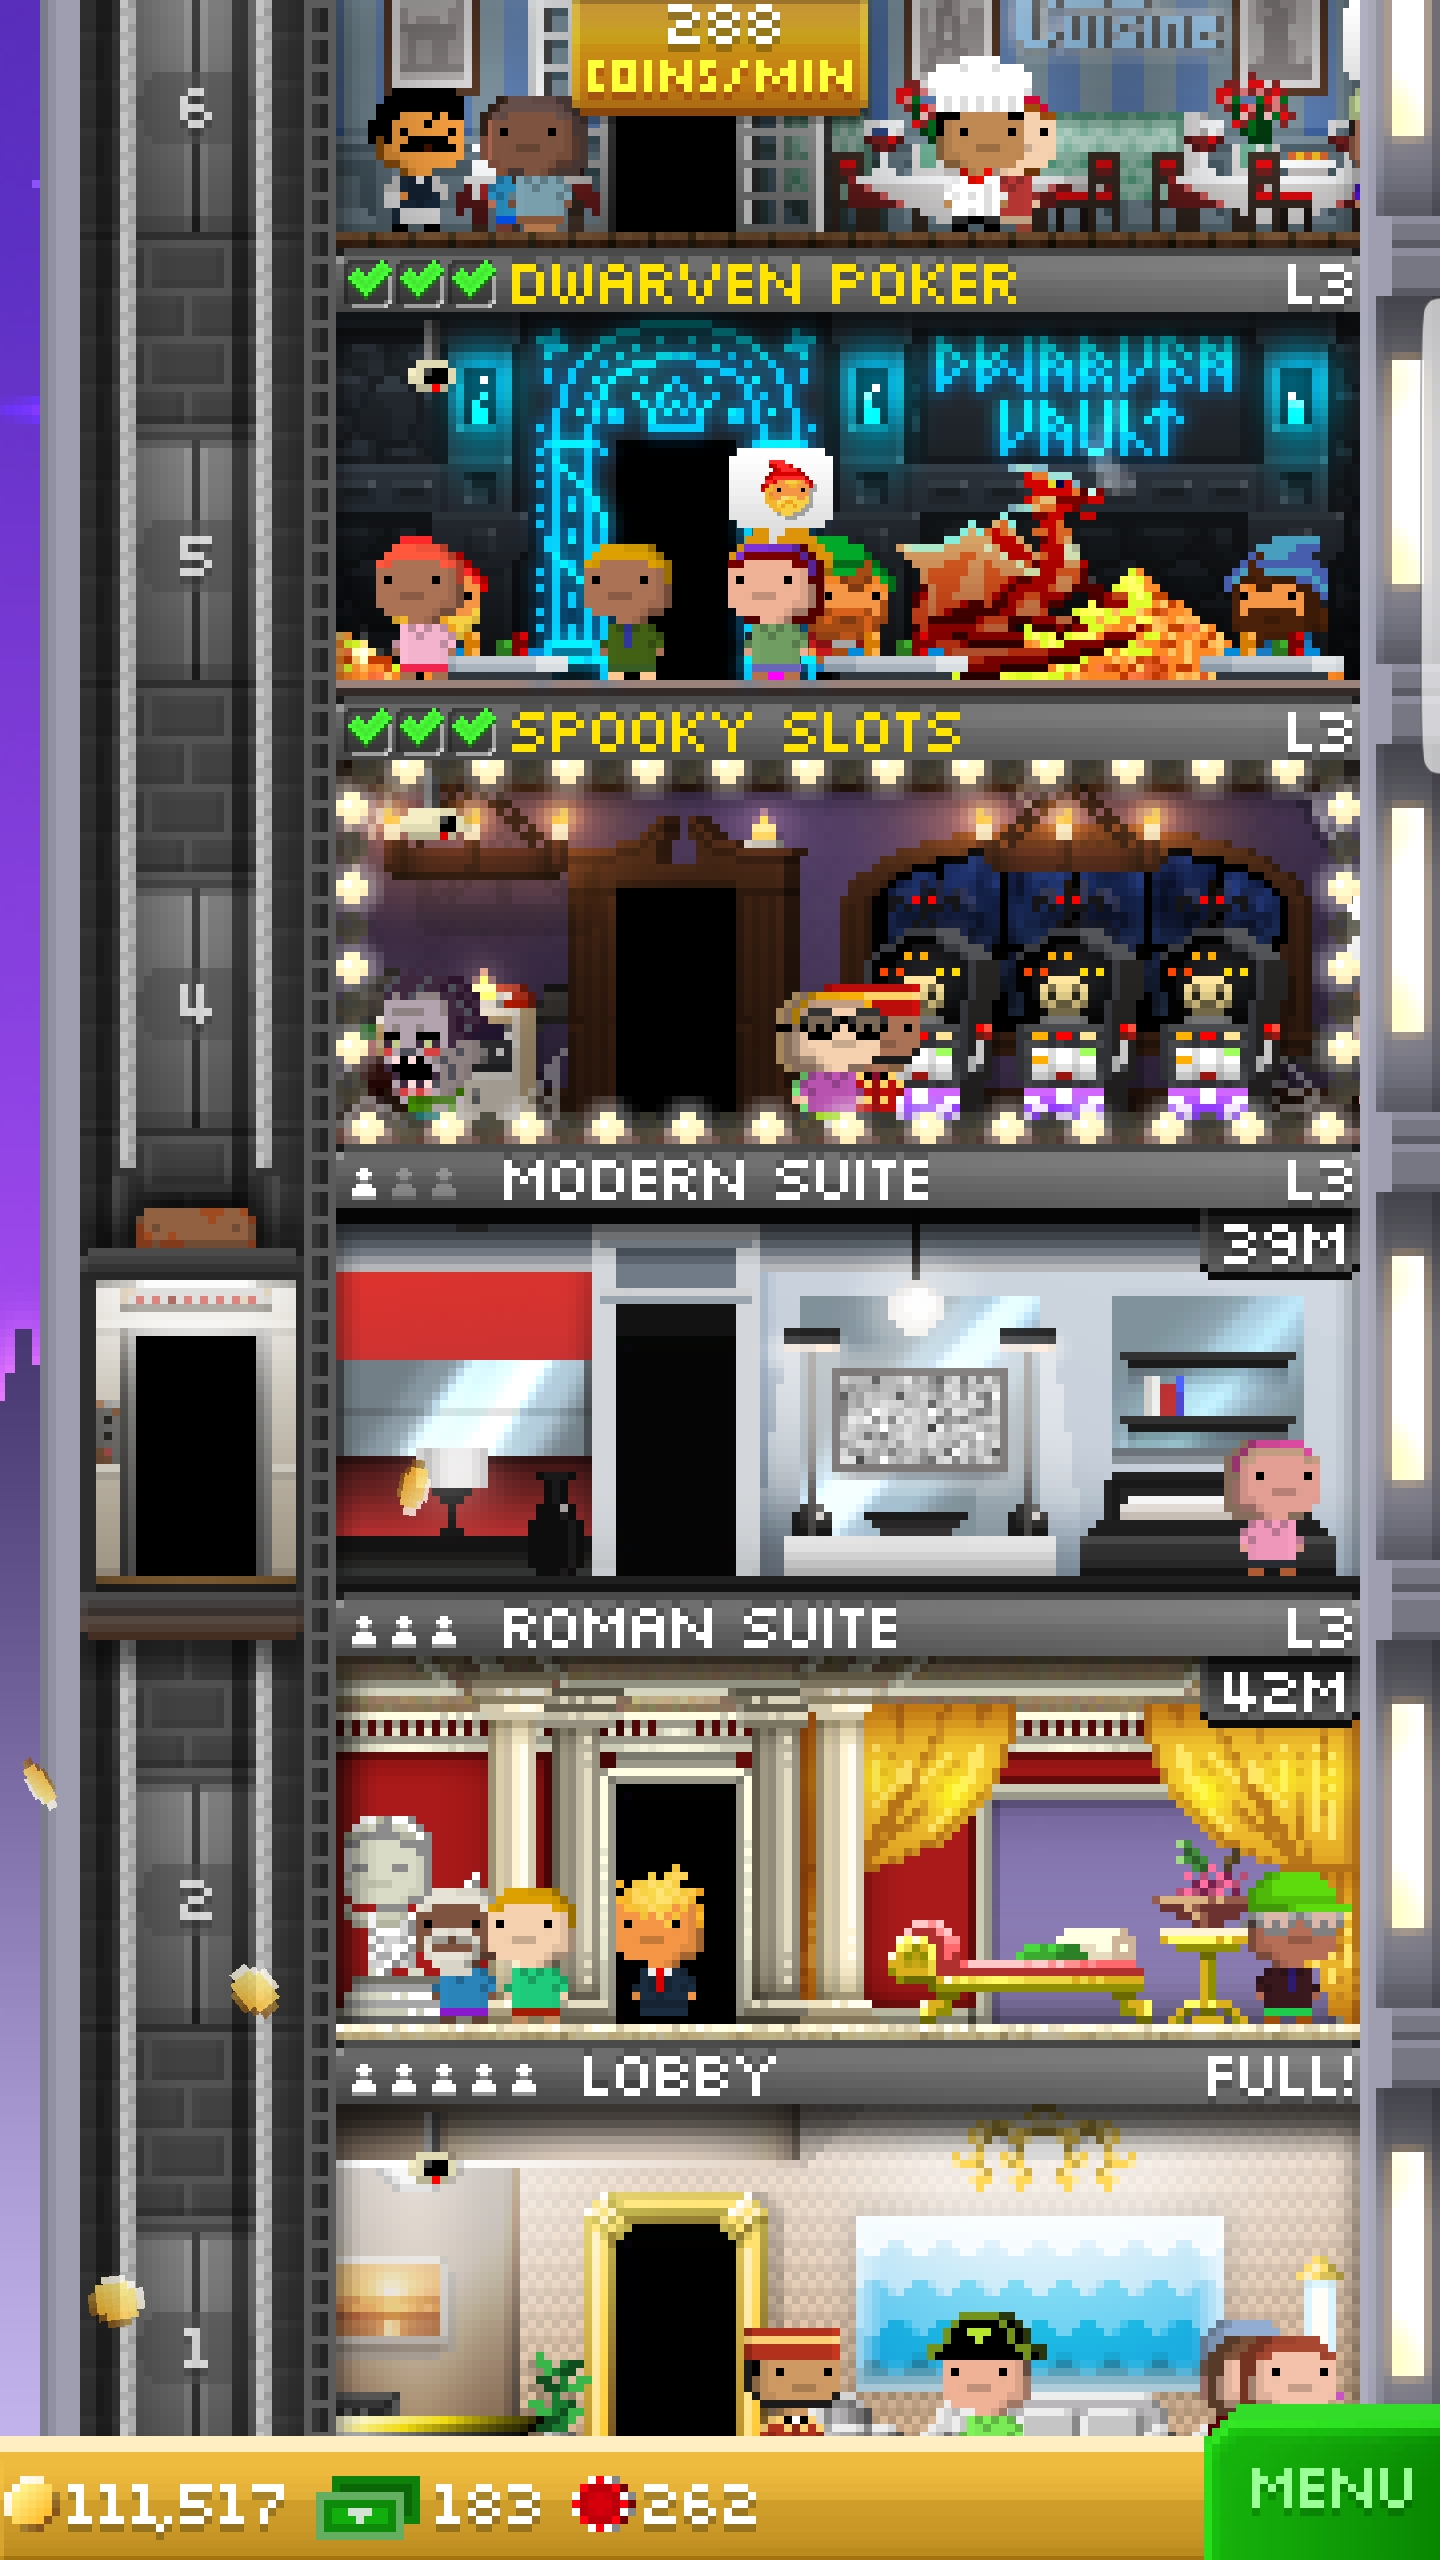 Cuisine
288
COINS/MIN
6
DWARVEN POKER
L3
DWARVEN
VAULT
5
SPOOKY SLOTS
L3
4
MODERN SUITE
L3
39M
ROMAN SUITE
L3
42M
2
LOBBY
FULL!
1
111,517
183
262
MENU